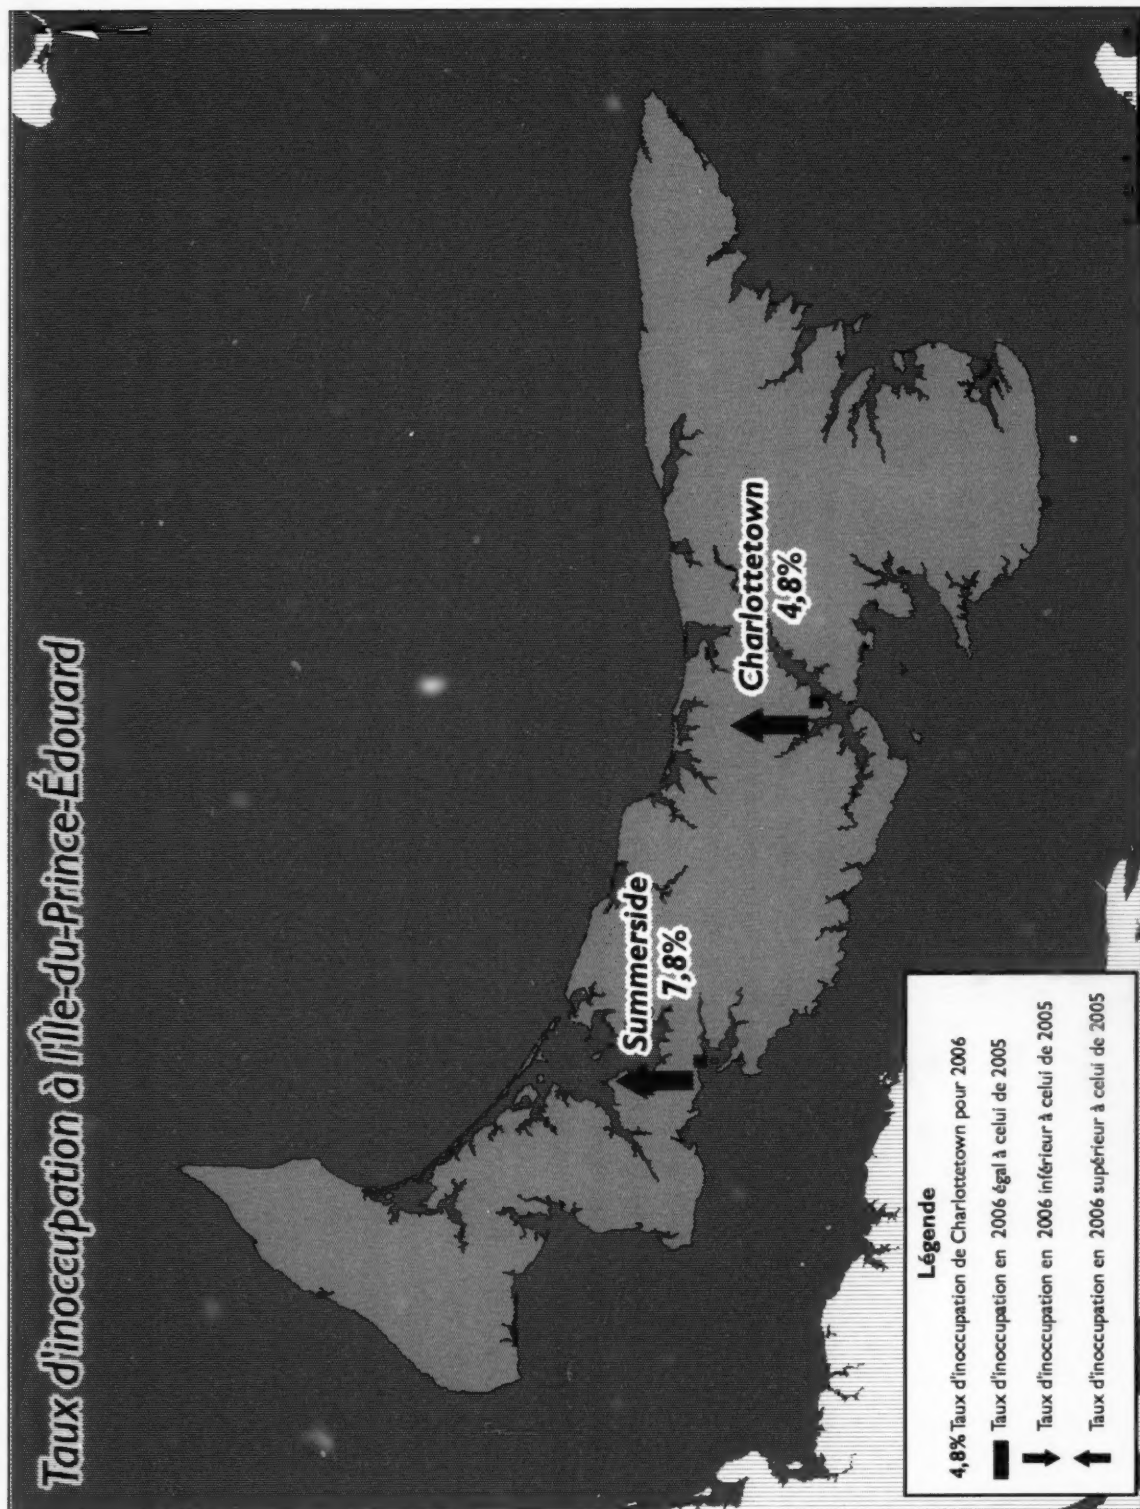 Taux d'inoccupation à l'Île-du-Prince-Édouard
Summerside
7,8%
Charlottetown
4,8%
Légende
4,8% Taux d'inoccupation de Charlottetown pour 2006
Taux d'inoccupation en 2006 égal à celui de 2005
Taux d'inoccupation en 2006 inférieur à celui de 2005
Taux d'inoccupation en 2006 supérieur à celui de 2005